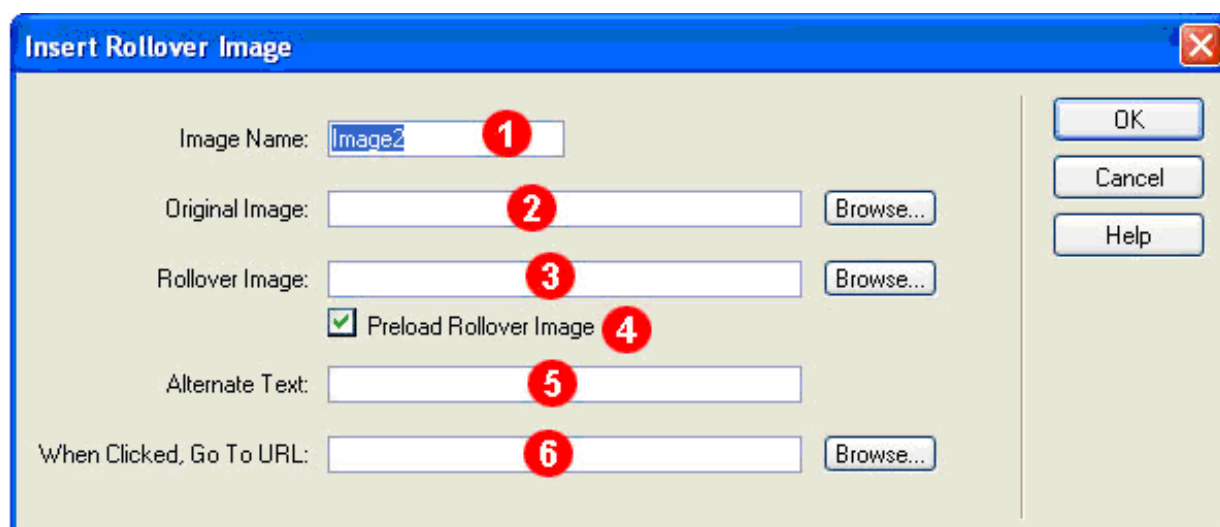 Insert Rollover Image
Image Name: Image2 1
OK
Original Image: 2 Browse...
Cancel
Rollover Image: 3 Browse...
Help
Preload Rollover Image 4
Alternate Text: 5
When Clicked, Go To URL: 6 Browse...